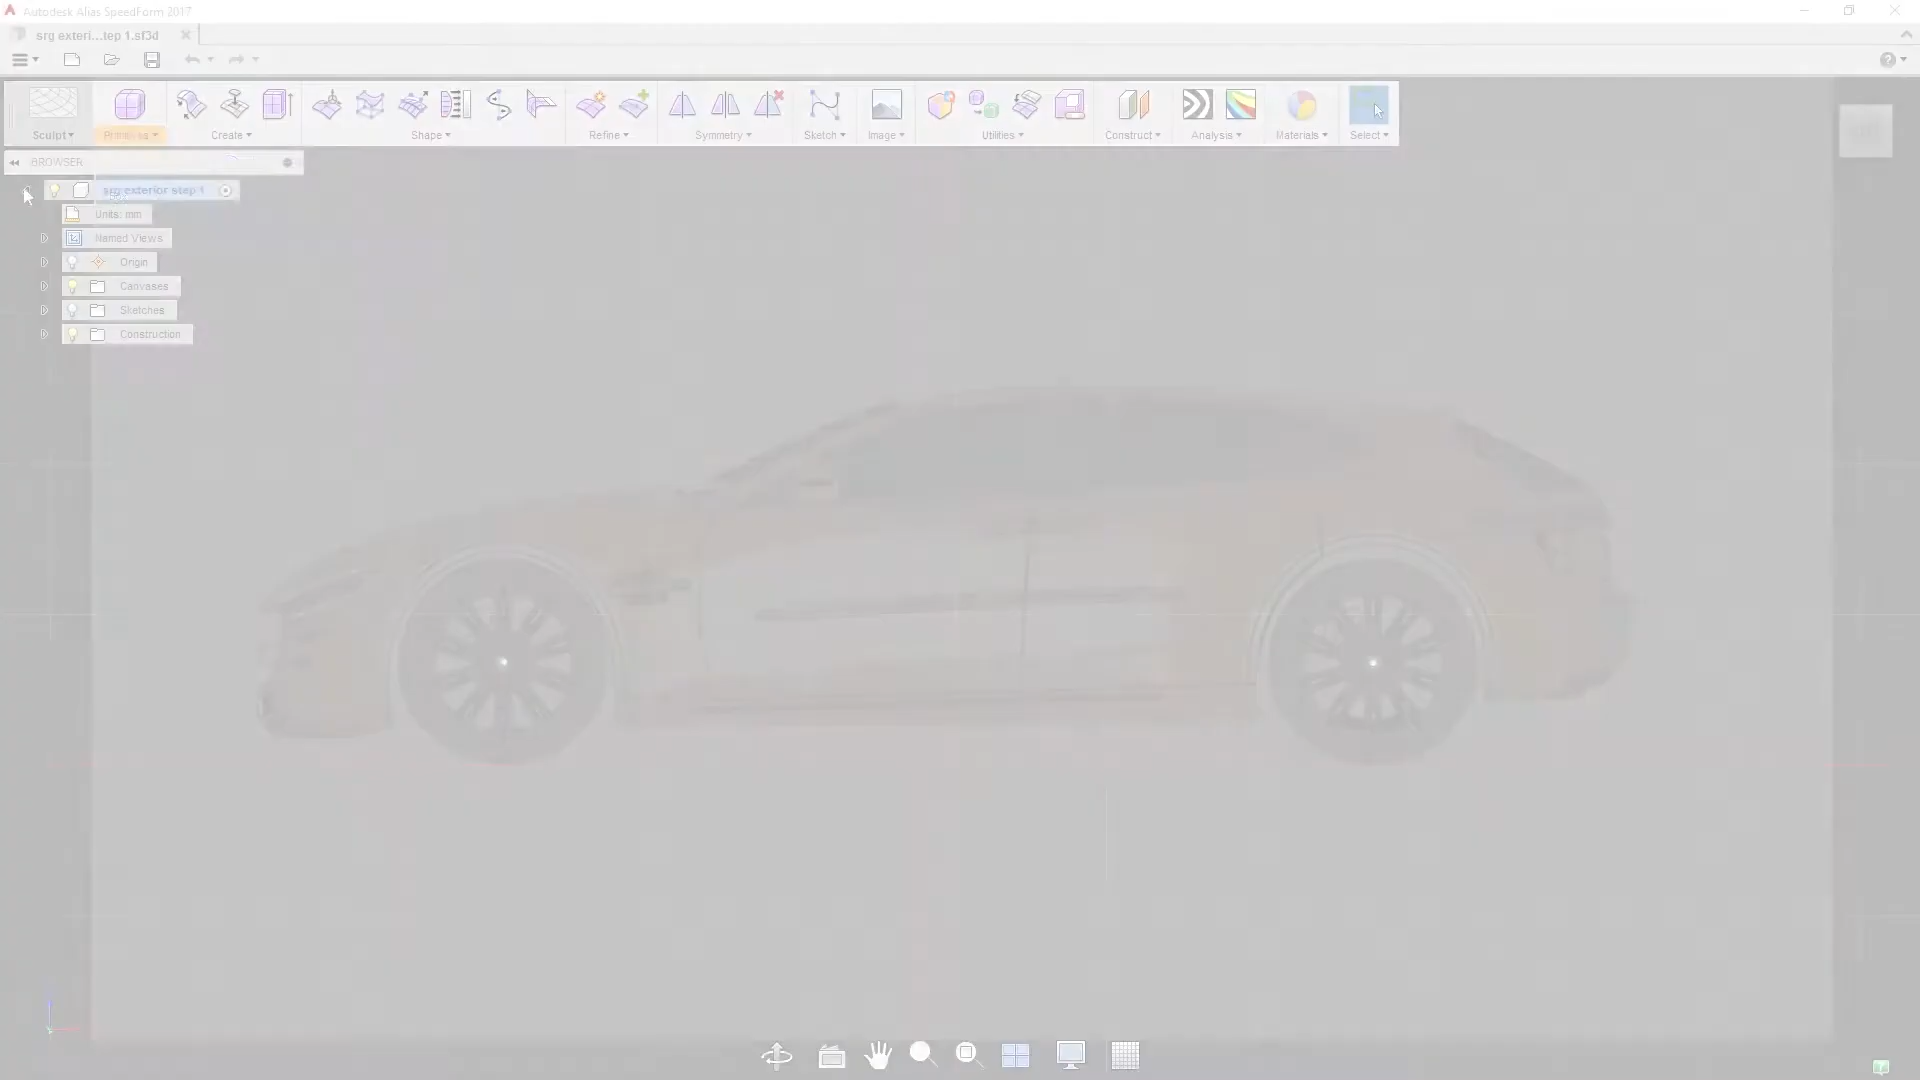 Autodesk Alias SpeedForm 2017
srg exteri...tep 1.sf3d
Sculpt Primitives Create Shape Refine Symmetry Sketch Image Utilities Construct Analysis Materials Select
BROWSER
srg exterior step 1
Units: mm
Named Views
Origin
Canvases
Sketches
Construction